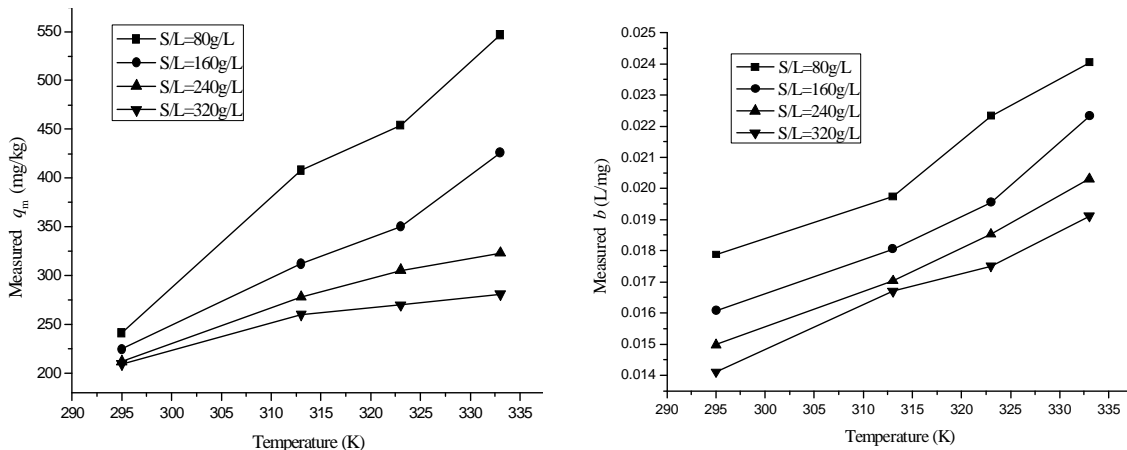 550
500
450
400
350
300
250
200
Measured qm (mg/kg)
S/L=80g/L
S/L=160g/L
S/L=240g/L
S/L=320g/L
290 295 300 305 310 315 320 325 330 335
Temperature (K)
0.025
0.024
0.023
0.022
0.021
0.020
0.019
0.018
0.017
0.016
0.015
0.014
Measured b (L/mg)
S/L=80g/L
S/L=160g/L
S/L=240g/L
S/L=320g/L
290 295 300 305 310 315 320 325 330 335
Temperature (K)